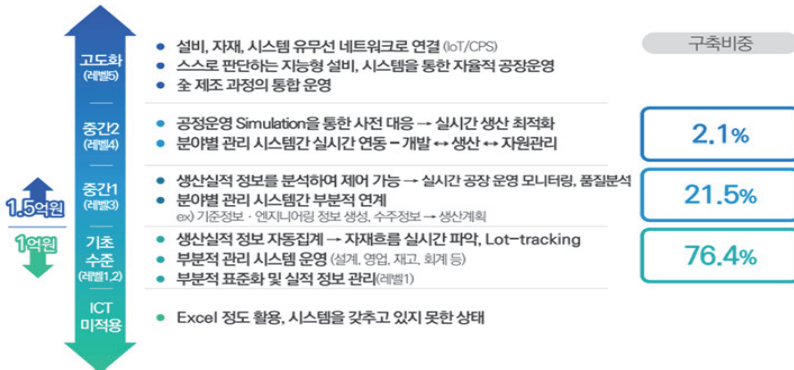 구축비중
고도화
(레벨5)
설비, 자재, 시스템 유무선 네트워크로 연결 (IoT/CPS)
스스로 판단하는 지능형 설비, 시스템을 통한 자율적 공장운영
全 제조 과정의 통합 운영
중간2
(레벨4)
공정운영 Simulation을 통한 사전 대응 → 실시간 생산 최적화
분야별 관리 시스템간 실시간 연동 – 개발 ↔ 생산 ↔ 자원관리
2.1%
1.5억원
중간1
(레벨3)
생산실적 정보를 분석하여 제어 가능 → 실시간 공장 운영 모니터링, 품질분석
분야별 관리 시스템간 부분적 연계
ex) 기준정보 · 엔지니어링 정보 생성, 수주정보 → 생산계획
21.5%
1억원
기초
수준
(레벨1,2)
생산실적 정보 자동집계 → 자재흐름 실시간 파악, Lot-tracking
부분적 관리 시스템 운영 (설계, 영업, 재고, 회계 등)
부분적 표준화 및 실적 정보 관리(레벨1)
76.4%
ICT
미적용
Excel 정도 활용, 시스템을 갖추고 있지 못한 상태